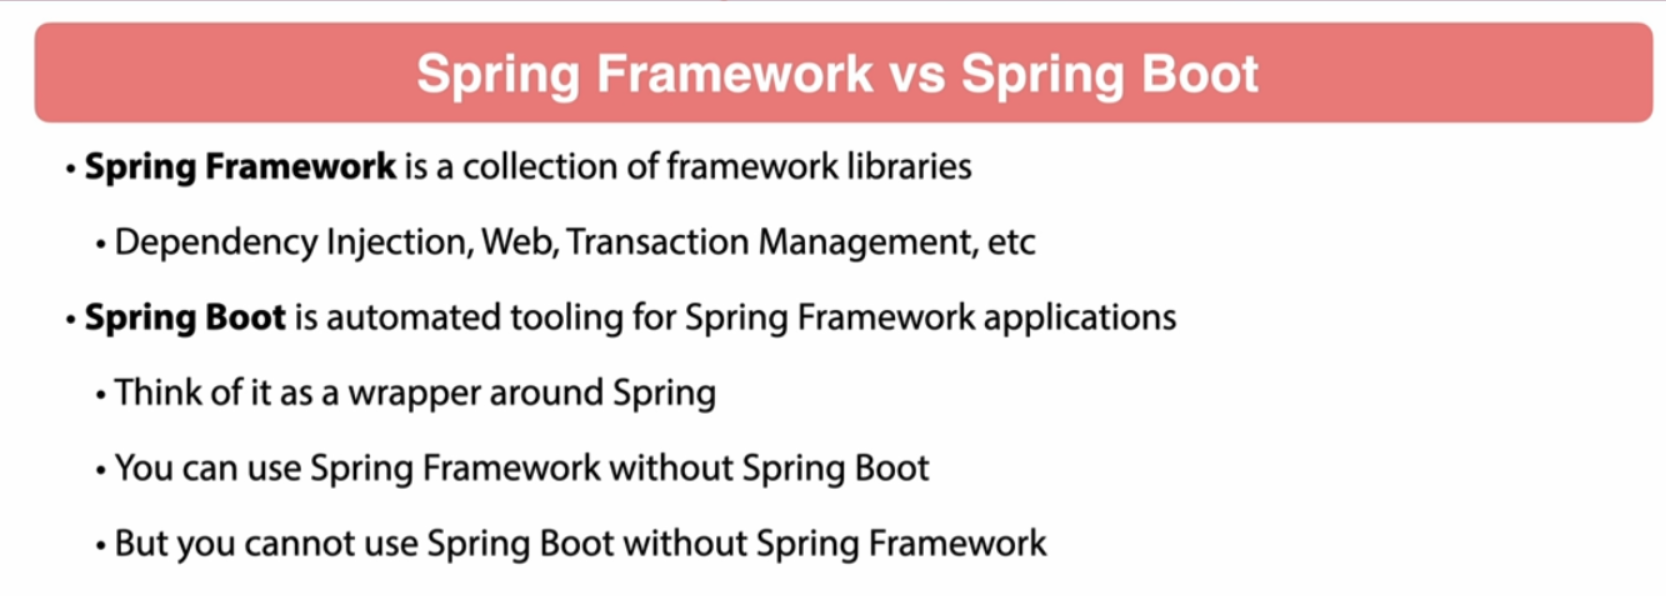 Spring Framework vs Spring Boot
• Spring Framework is a collection of framework libraries
• Dependency Injection, Web, Transaction Management, etc
• Spring Boot is automated tooling for Spring Framework applications
• Think of it as a wrapper around Spring
• You can use Spring Framework without Spring Boot
• But you cannot use Spring Boot without Spring Framework